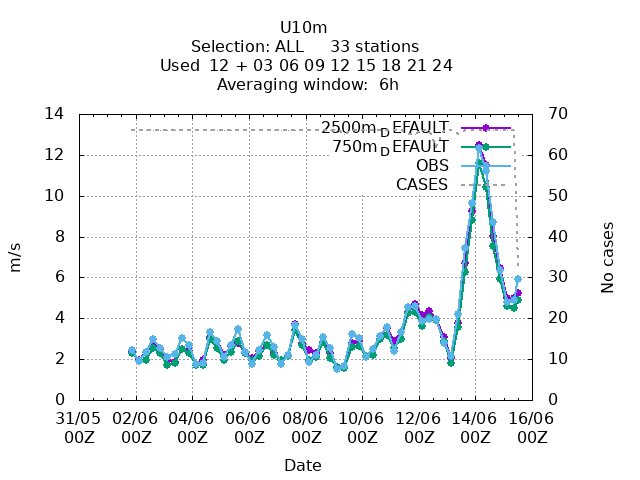 U10m
Selection: ALL 33 stations
Used 12 + 03 06 09 12 15 18 21 24
Averaging window: 6h
14 70
2500m_DEFAULT
750m_DEFAULT
OBS
CASES
12 60
10 50
8 40
6 30
4 20
2 10
0 0
m/s
No cases
31/05 02/06 04/06 06/06 08/06 10/06 12/06 14/06 16/06
00Z 00Z 00Z 00Z 00Z 00Z 00Z 00Z 00Z
Date